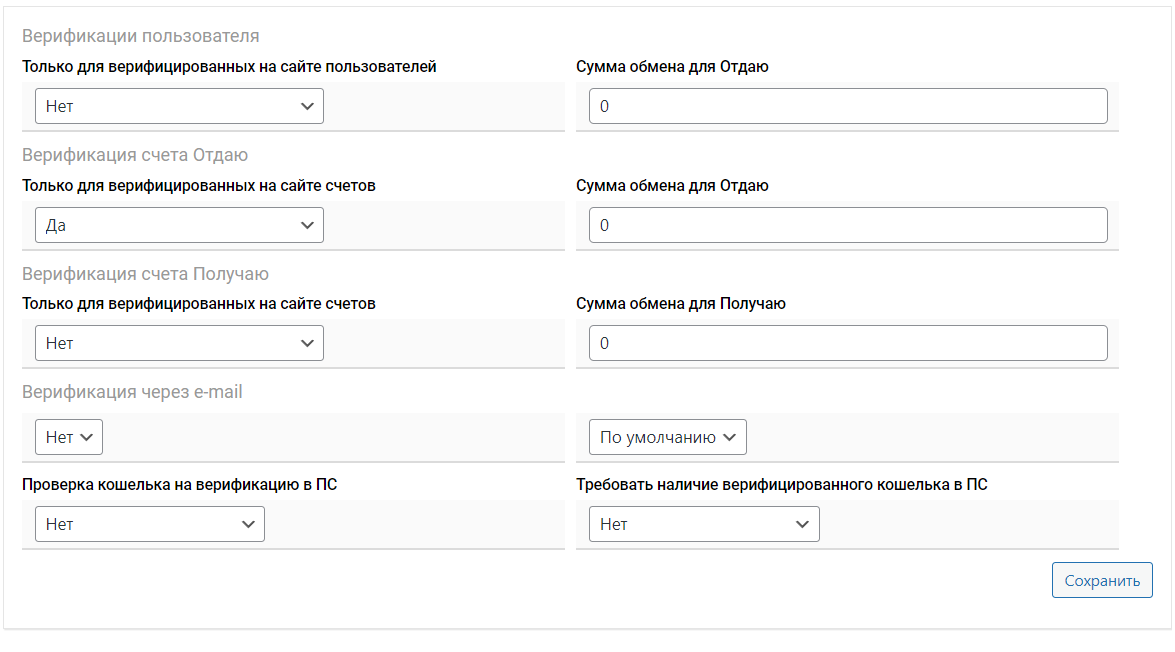 Верификации пользователя
Только для верифицированных на сайте пользователей
Сумма обмена для Отдаю
Нет
0
Верификация счета Отдаю
Только для верифицированных на сайте счетов
Сумма обмена для Отдаю
Да
0
Верификация счета Получаю
Только для верифицированных на сайте счетов
Сумма обмена для Получаю
Нет
0
Верификация через e-mail
Нет
По умолчанию
Проверка кошелька на верификацию в ПС
Требовать наличие верифицированного кошелька в ПС
Нет
Нет
Сохранить